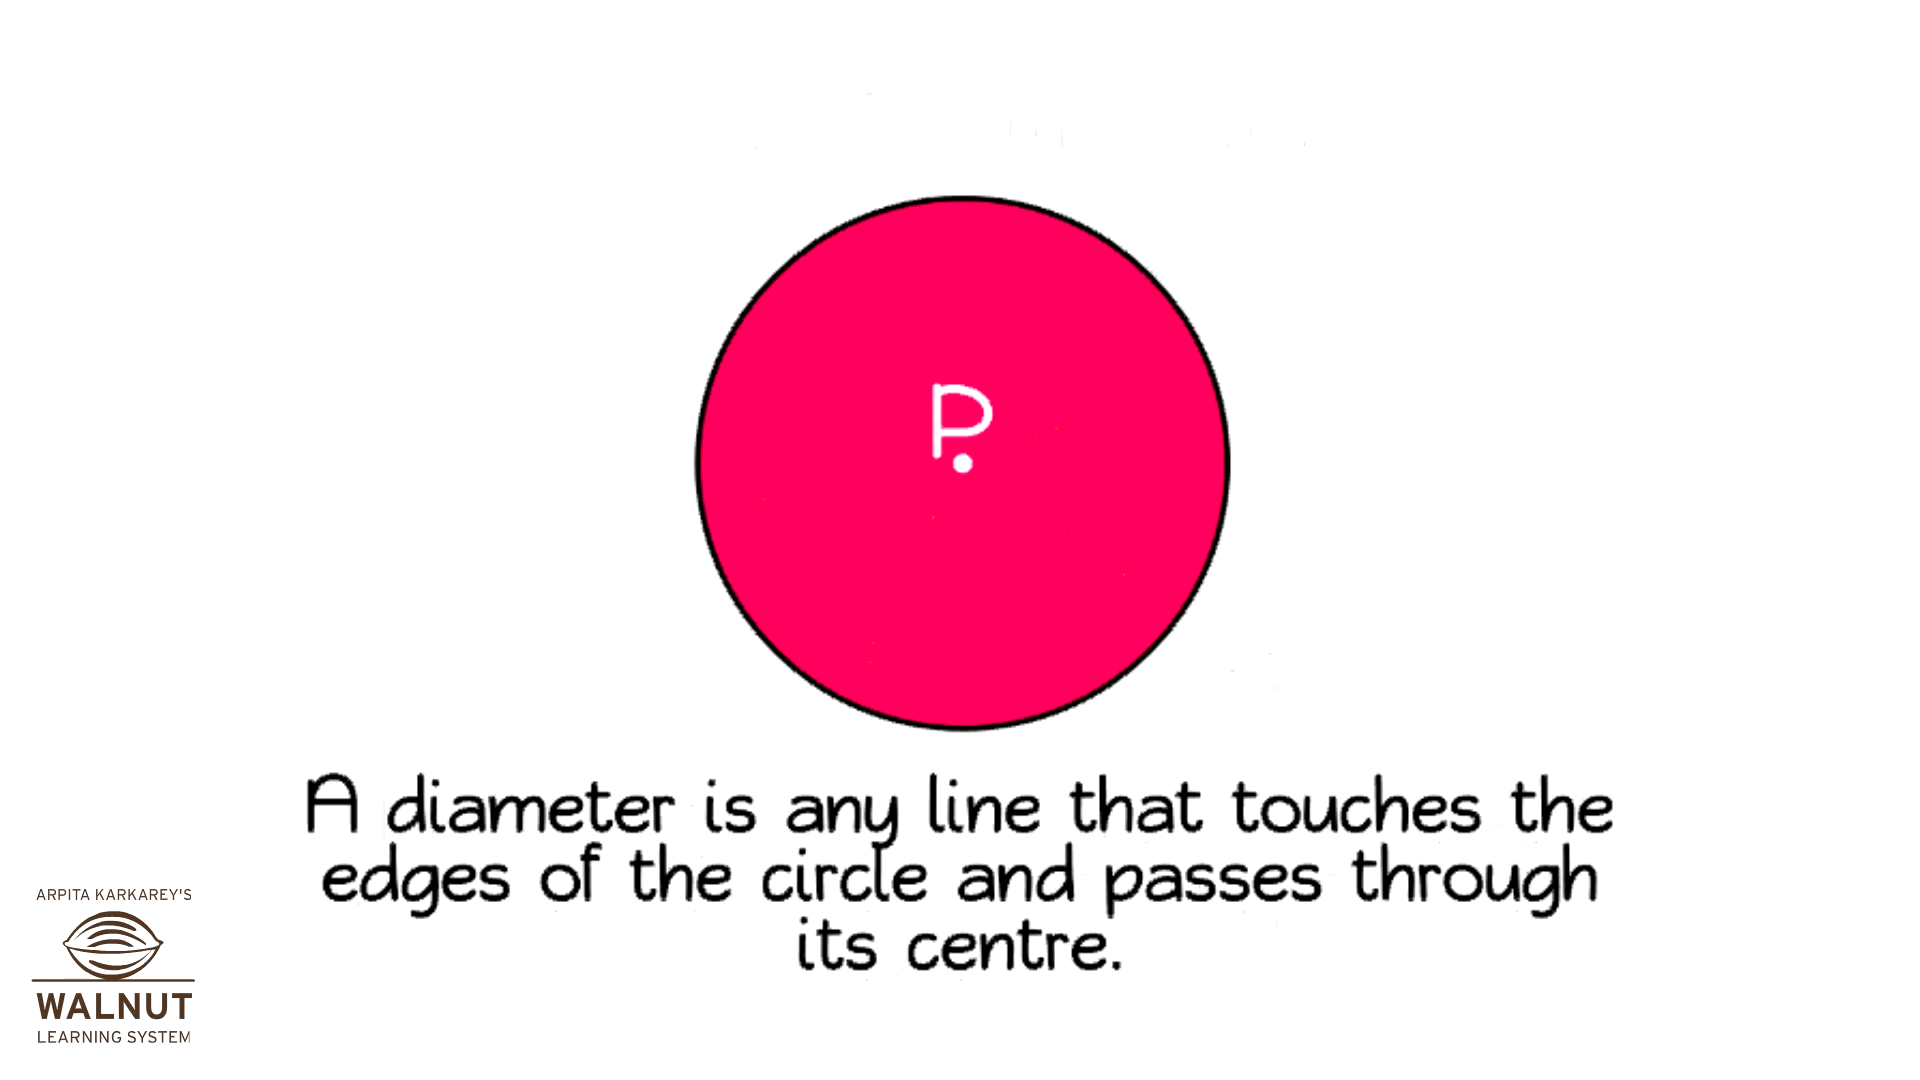 P
A diameter is any line that touches the
edges of the circle and passes through
its centre.
ARPITA KARKAREY'S
WALNUT
LEARNING SYSTEM